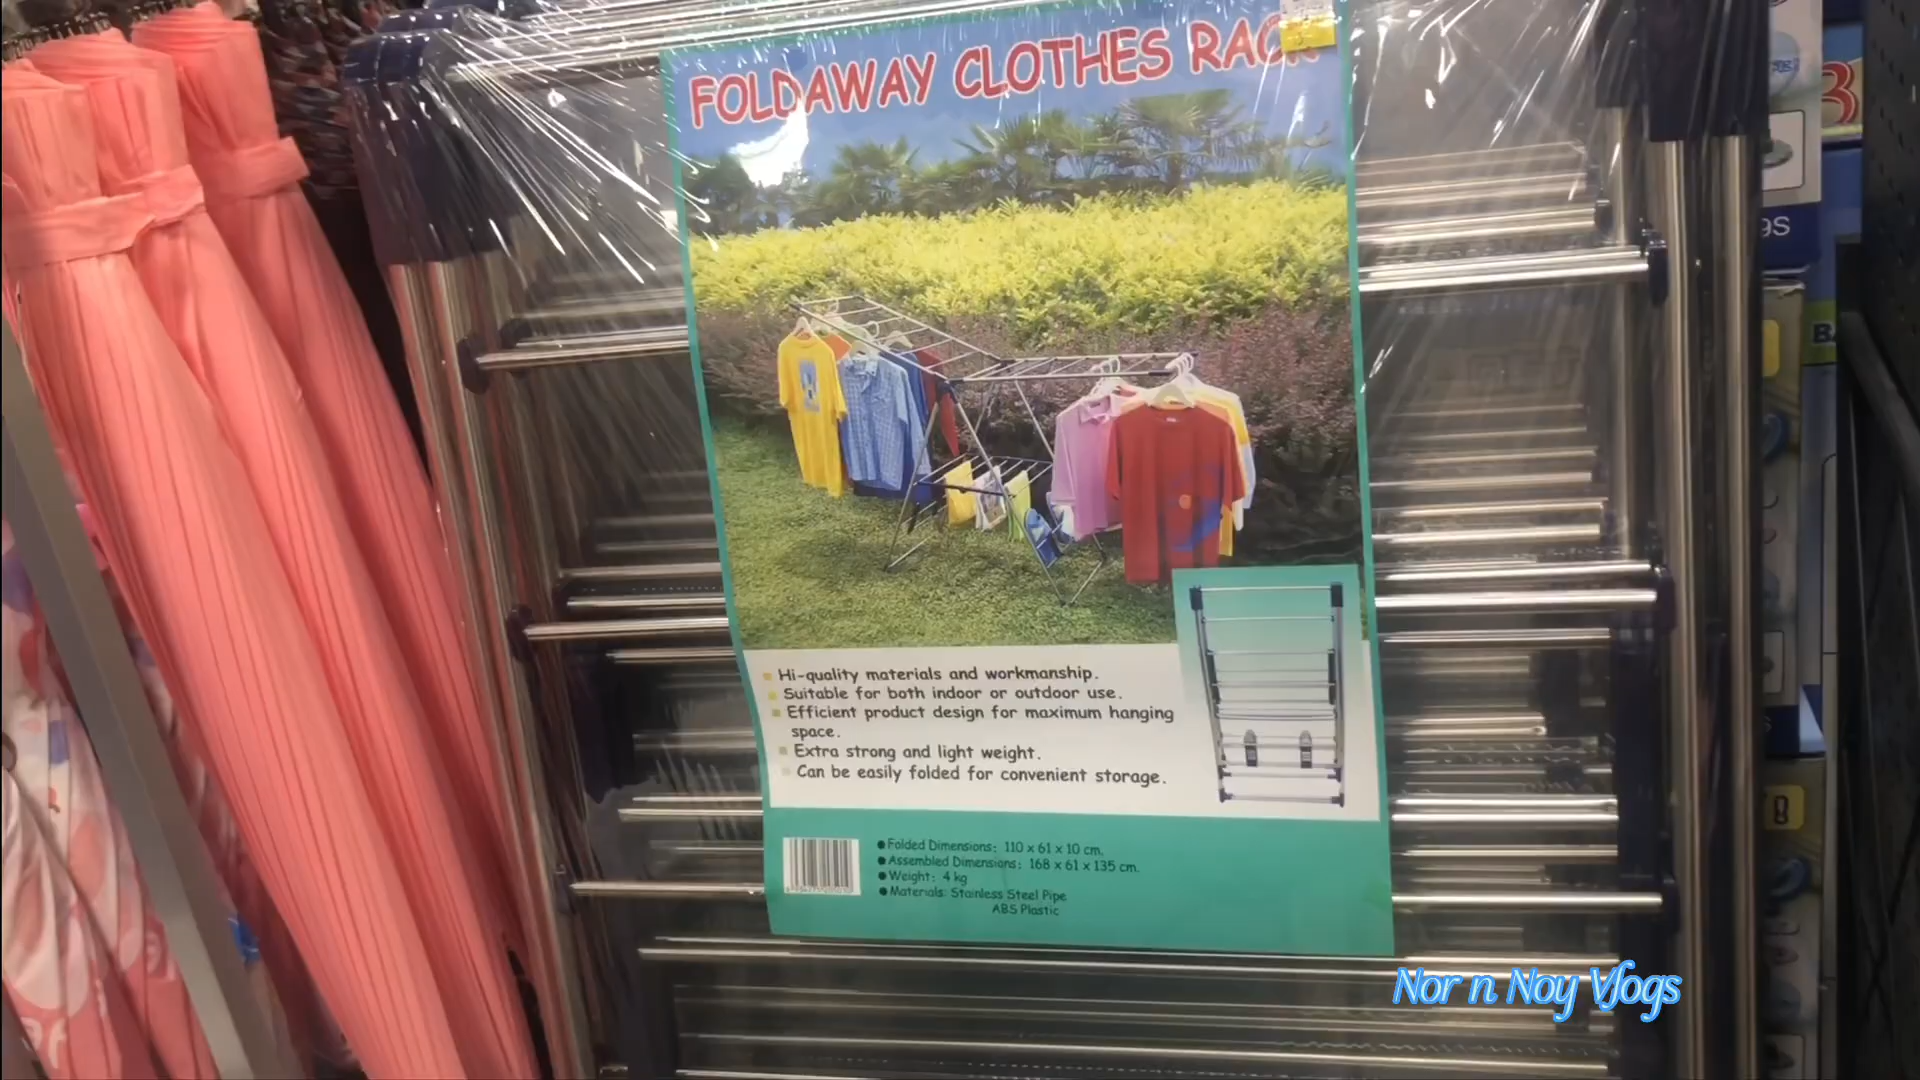 FOLDAWAY CLOTHES RACK
Hi-quality materials and workmanship.
Suitable for both indoor or outdoor use.
Efficient product design for maximum hanging
space.
Extra strong and light weight.
Can be easily folded for convenient storage.
Folded Dimensions: 110 x 61 x 10 cm.
Assembled Dimensions: 168 x 61 x 135 cm.
Weight: 4 kg
Materials: Stainless Steel Pipe
ABS Plastic
Nor n Noy Vlogs